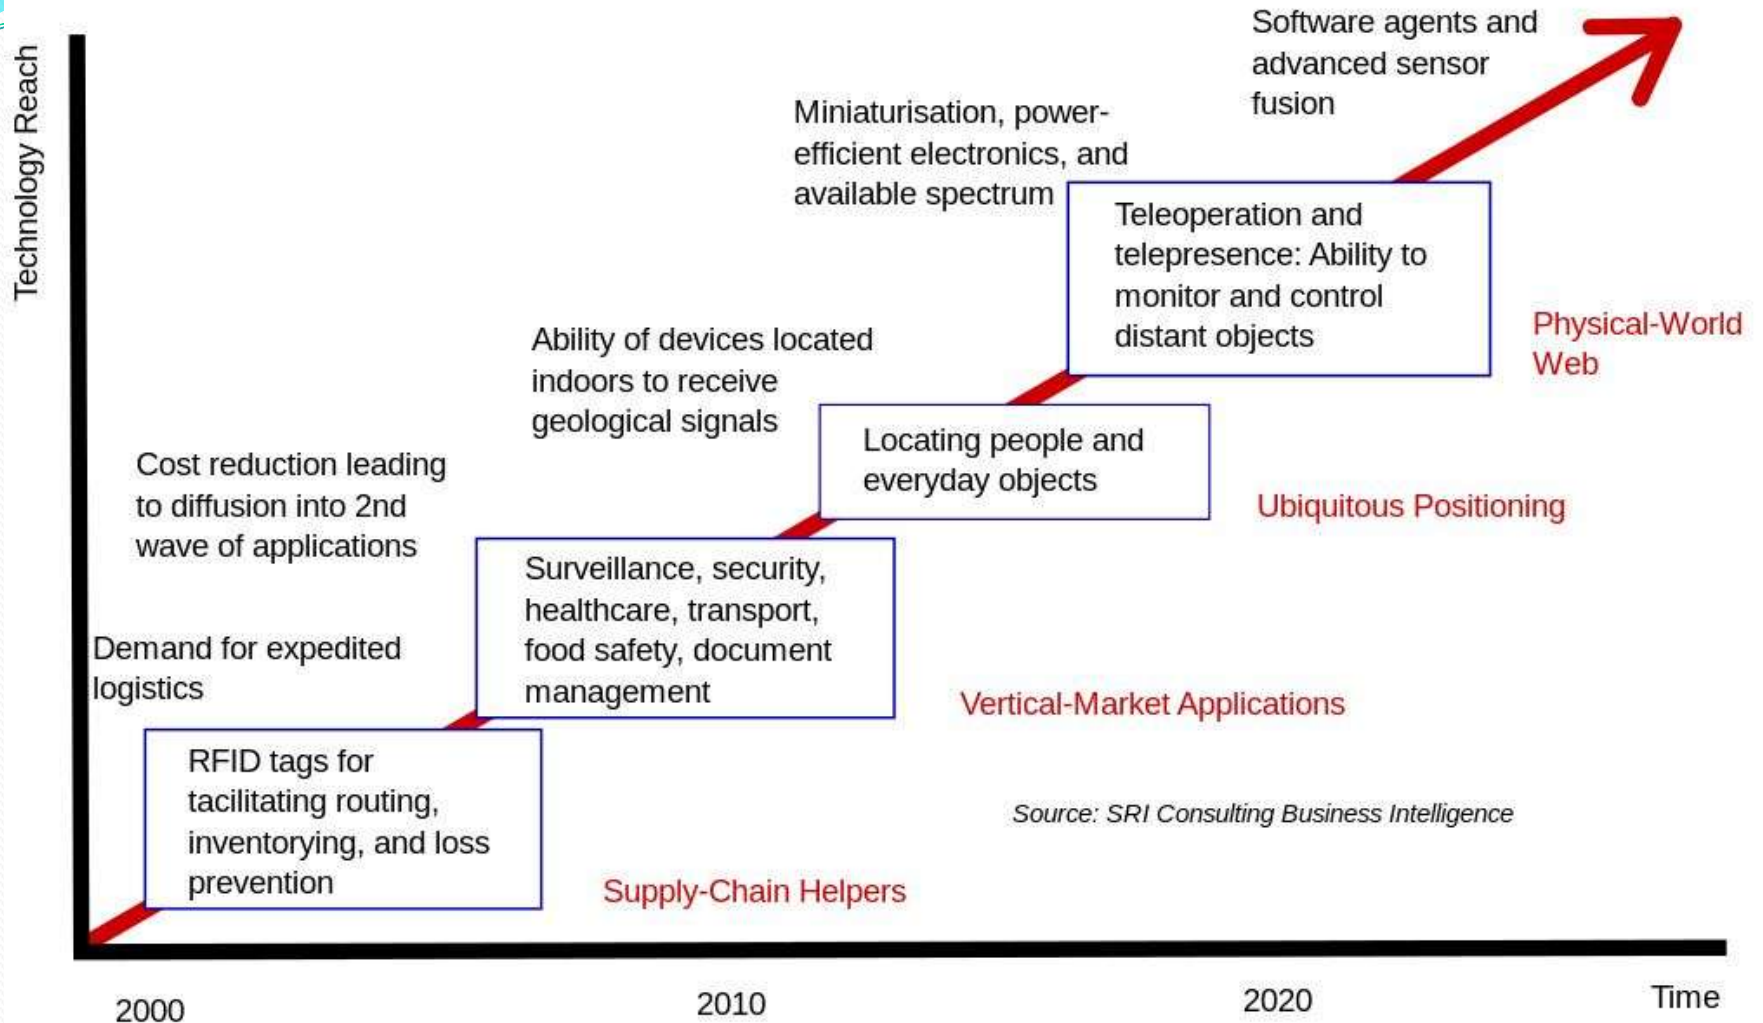 Technology Reach
Software agents and
advanced sensor
fusion
Miniaturisation, power-
efficient electronics, and
available spectrum
Teleoperation and
telepresence: Ability to
monitor and control
distant objects
Physical-World
Web
Ability of devices located
indoors to receive
geological signals
Locating people and
everyday objects
Ubiquitous Positioning
Cost reduction leading
to diffusion into 2nd
wave of applications
Surveillance, security,
healthcare, transport,
food safety, document
management
Vertical-Market Applications
Demand for expedited
logistics
RFID tags for
tacilitating routing,
inventorying, and loss
prevention
Supply-Chain Helpers
Source: SRI Consulting Business Intelligence
2000
2010
2020
Time